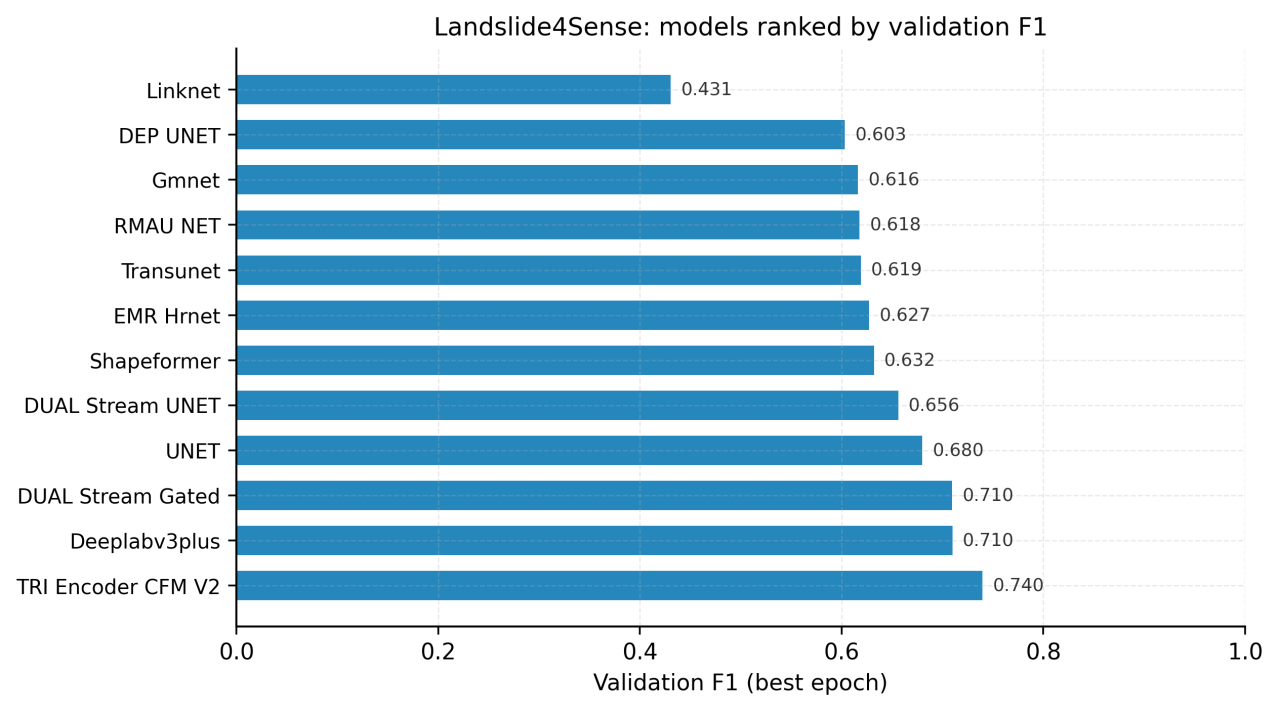 Landslide4Sense: models ranked by validation F1
Linknet 0.431
DEP UNET 0.603
Gmnet 0.616
RMAU NET 0.618
Transunet 0.619
EMR Hrnet 0.627
Shapeformer 0.632
DUAL Stream UNET 0.656
UNET 0.680
DUAL Stream Gated 0.710
Deeplabv3plus 0.710
TRI Encoder CFM V2 0.740
0.0 0.2 0.4 0.6 0.8 1.0
Validation F1 (best epoch)